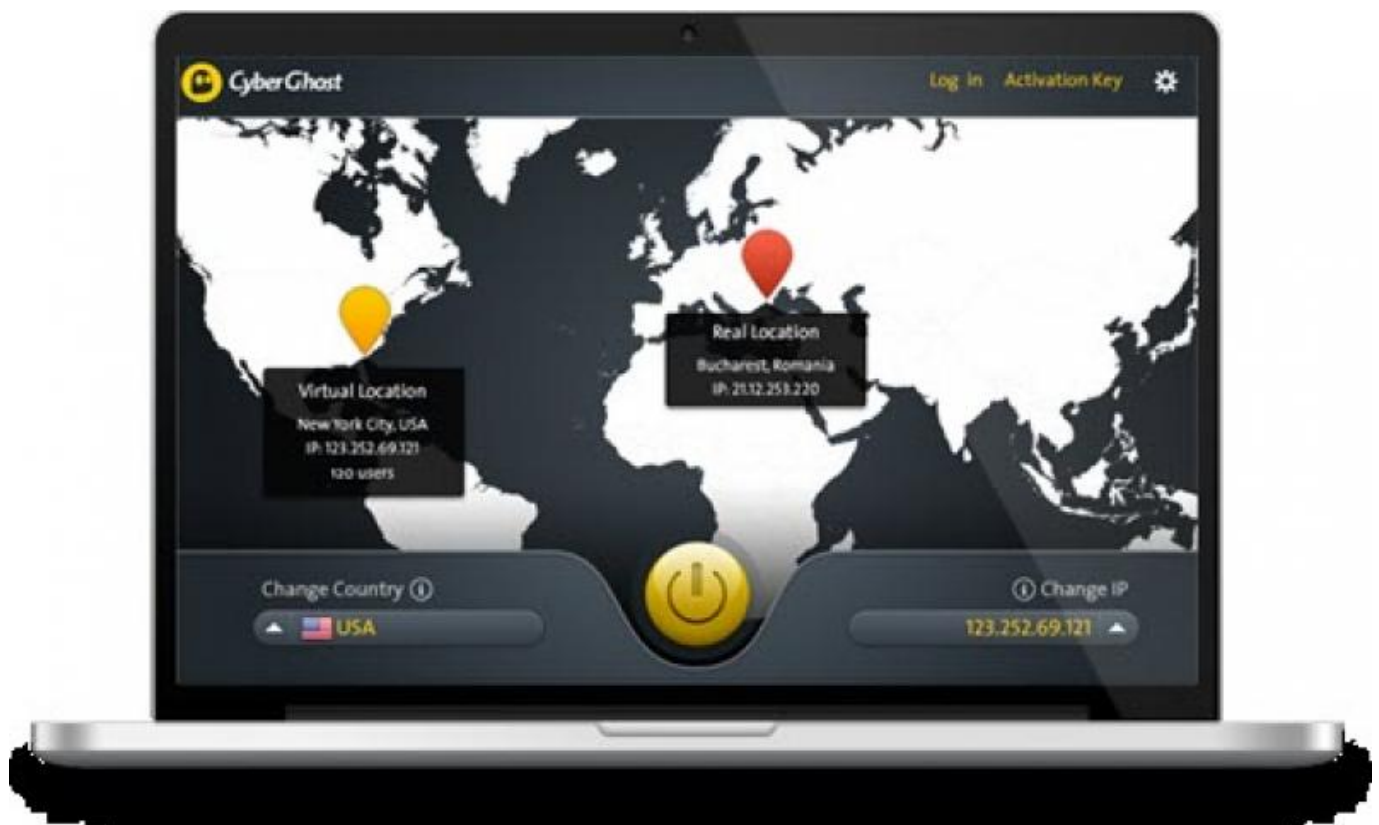 CyberGhost
Log in Activation Key
Real Location
Bucharest, Romania
IP: 21.12.253.220
Virtual Location
New York City, USA
IP: 123.252.69.121
120 users
Change Country
Change IP
USA
123.252.69.121